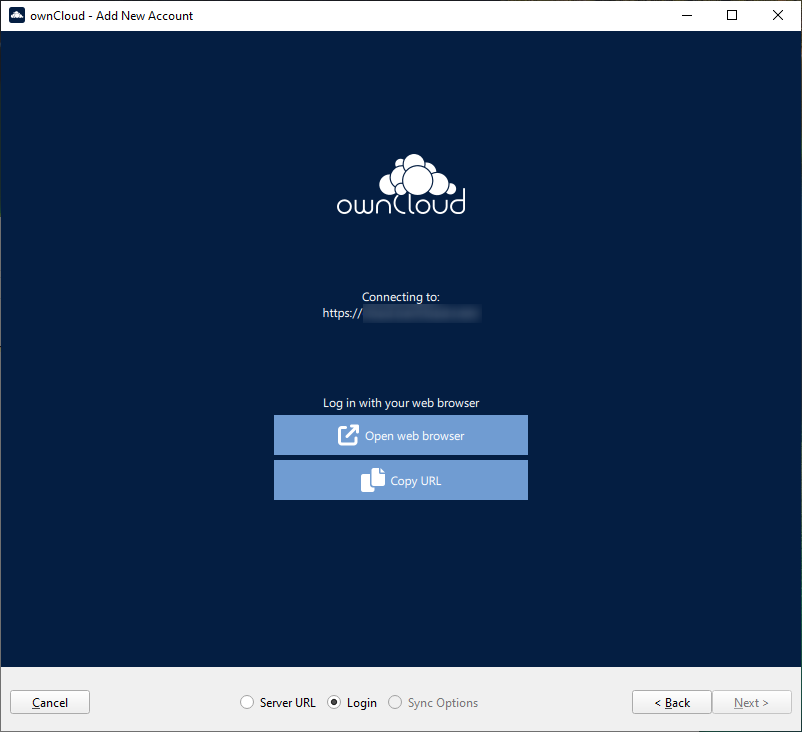 ownCloud - Add New Account
ownCloud
Connecting to:
https://
Log in with your web browser
Open web browser
Copy URL
Cancel
Server URL
Login
Sync Options
< Back
Next >